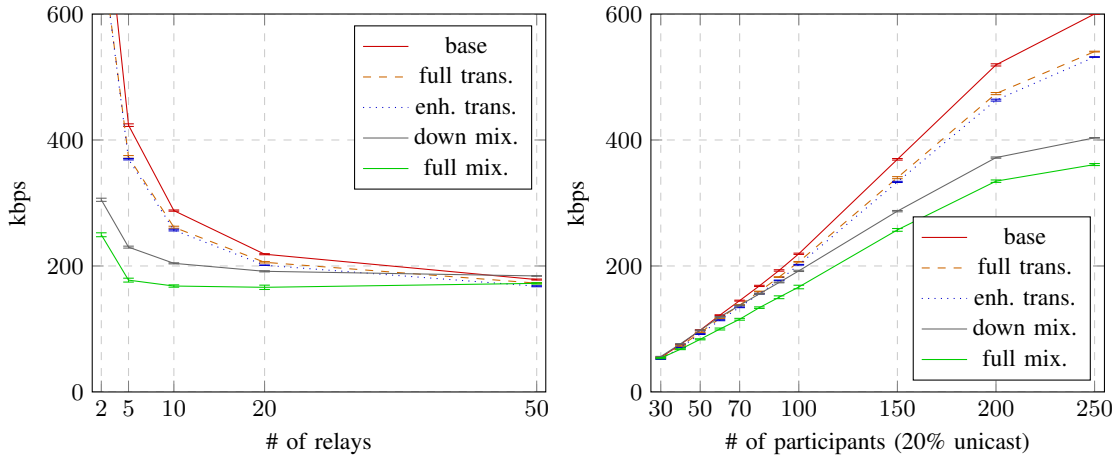 600
400
200
0
kbps
base
full trans.
enh. trans.
down mix.
full mix.
2 5 10 20 50
# of relays
600
400
200
0
kbps
base
full trans.
enh. trans.
down mix.
full mix.
30 50 70 100 150 200 250
# of participants (20% unicast)